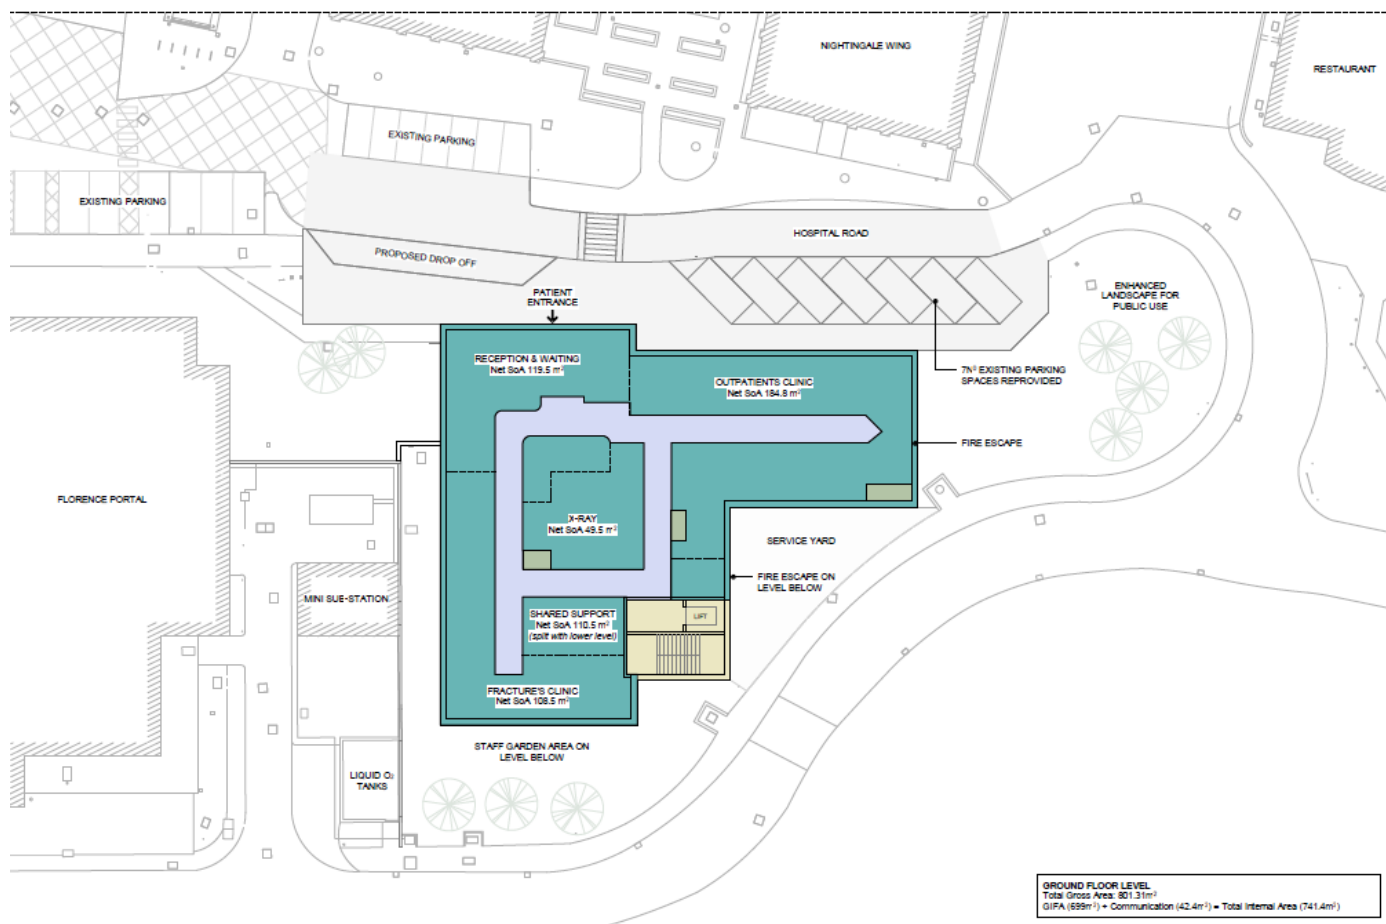 NIGHTINGALE WING
RESTAURANT
EXISTING PARKING
EXISTING PARKING
HOSPITAL ROAD
PROPOSED DROP OFF
PATIENT
ENTRANCE
ENHANCED
LANDSCAPE FOR
PUBLIC USE
RECEPTION & WAITING
Net SoA 119.5 m²
OUTPATIENTS CLINIC
Net SoA 184.8 m²
7Nº EXISTING PARKING
SPACES REPROVIDED
FIRE ESCAPE
FLORENCE PORTAL
X-RAY
Net SoA 49.5 m²
SERVICE YARD
FIRE ESCAPE ON
LEVEL BELOW
MINI SUE-STATION
SHARED SUPPORT
Net SoA 110.5 m²
(split with lower level)
LIFT
FRACTURE'S CLINIC
Net SoA 108.5 m²
STAFF GARDEN AREA ON
LEVEL BELOW
LIQUID O₂
TANKS
GROUND FLOOR LEVEL
Total Gross Area: 801.31m²
GIFA (699m²) + Communication (42.4m²) = Total Internal Area (741.4m²)